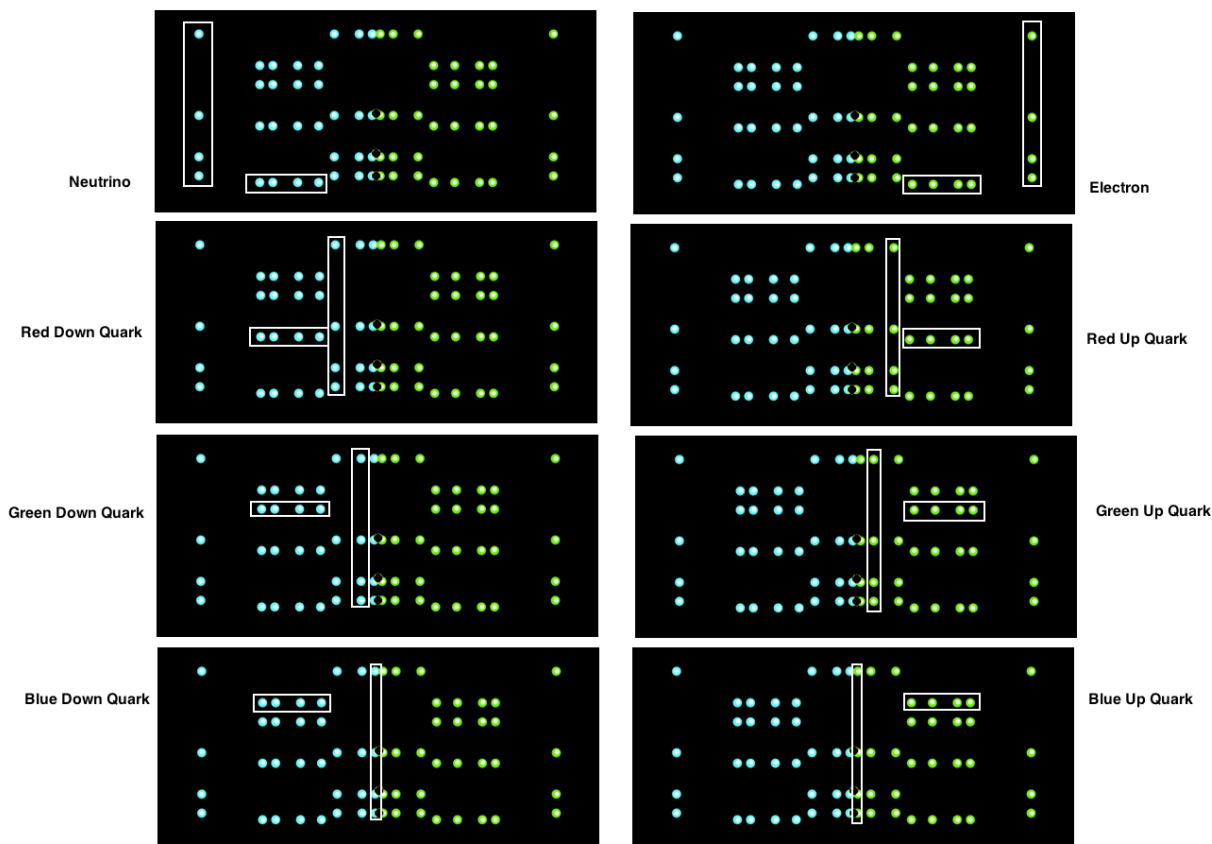 Neutrino
Electron
Red Down Quark
Red Up Quark
Green Down Quark
Green Up Quark
Blue Down Quark
Blue Up Quark